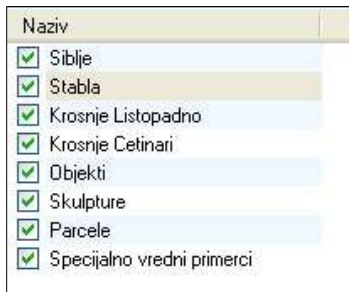 Naziv
Siblje
Stabla
Krosnje Listopadno
Krosnje Cetinari
Objekti
Skulpture
Parcele
Specijalno vredni primerci